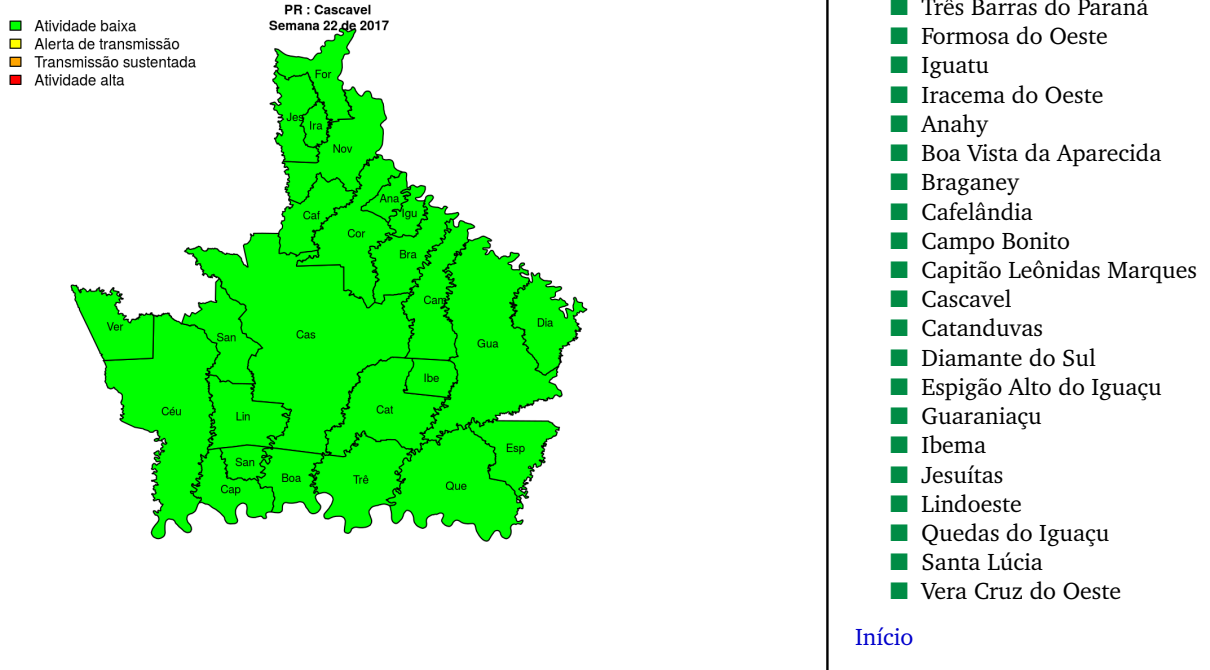 PR : Cascavel
Semana 22 de 2017
Atividade baixa
Alerta de transmissão
Transmissão sustentada
Atividade alta
For
Jes
Ira
Nov
Ana
Igu
Caf
Cor
Bra
Cam
Dia
Ver
San
Cas
Gua
Ibe
Céu
Lin
Cat
Esp
San
Cap
Boa
Trê
Que
Três Barras do Paraná
Formosa do Oeste
Iguatu
Iracema do Oeste
Anahy
Boa Vista da Aparecida
Braganey
Cafelândia
Campo Bonito
Capitão Leônidas Marques
Cascavel
Catanduvas
Diamante do Sul
Espigão Alto do Iguaçu
Guaraniaçu
Ibema
Jesuítas
Lindoeste
Quedas do Iguaçu
Santa Lúcia
Vera Cruz do Oeste
Início